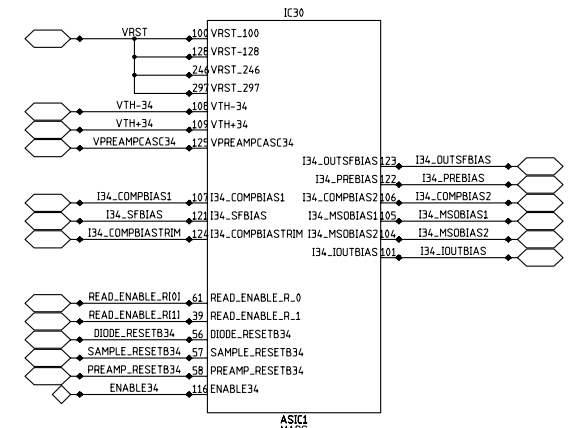 IC30
VRST 100 VRST_100
128 VRST-128
246 VRST_246
297 VRST_297
VTH-34 108 VTH-34
VTH+34 109 VTH+34
VPREAMPCASC34 125 VPREAMPCASC34
I34_OUTSFBIAS 123 I34_OUTSFBIAS
I34_PREBIAS 122 I34_PREBIAS
I34_COMPBIAS1 107 I34_COMPBIAS1 I34_COMPBIAS2 106 I34_COMPBIAS2
I34_SFBIAS 121 I34_SFBIAS I34_MSOBIAS1 105 I34_MSOBIAS1
I34_COMPBIASTRIM 124 I34_COMPBIASTRIM I34_MSOBIAS2 104 I34_MSOBIAS2
I34_IOUTBIAS 101 I34_IOUTBIAS
READ_ENABLE_R[0] 61 READ_ENABLE_R_0
READ_ENABLE_R[1] 39 READ_ENABLE_R_1
DIODE_RESETB34 56 DIODE_RESETB34
SAMPLE_RESETB34 57 SAMPLE_RESETB34
PREAMP_RESETB34 58 PREAMP_RESETB34
ENABLE34 116 ENABLE34
ASIC1